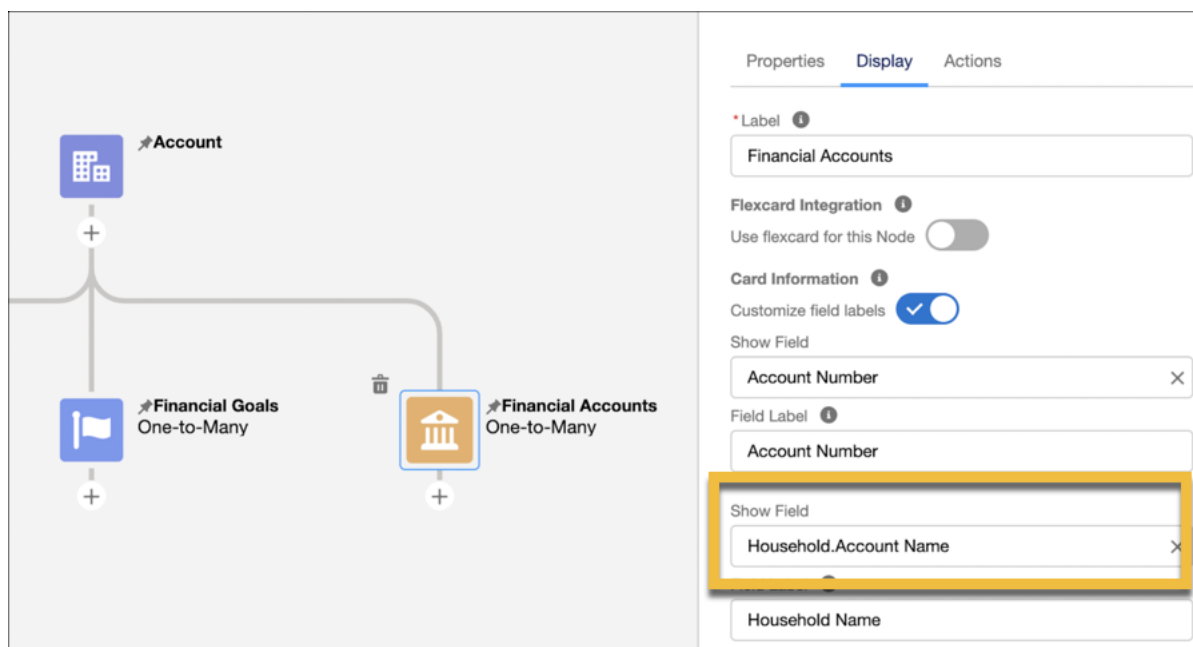 Account
Financial Goals
One-to-Many
Financial Accounts
One-to-Many
Properties Display Actions
*Label
Financial Accounts
Flexcard Integration
Use flexcard for this Node
Card Information
Customize field labels
Show Field
Account Number
Field Label
Account Number
Show Field
Household.Account Name
Field Label
Household Name